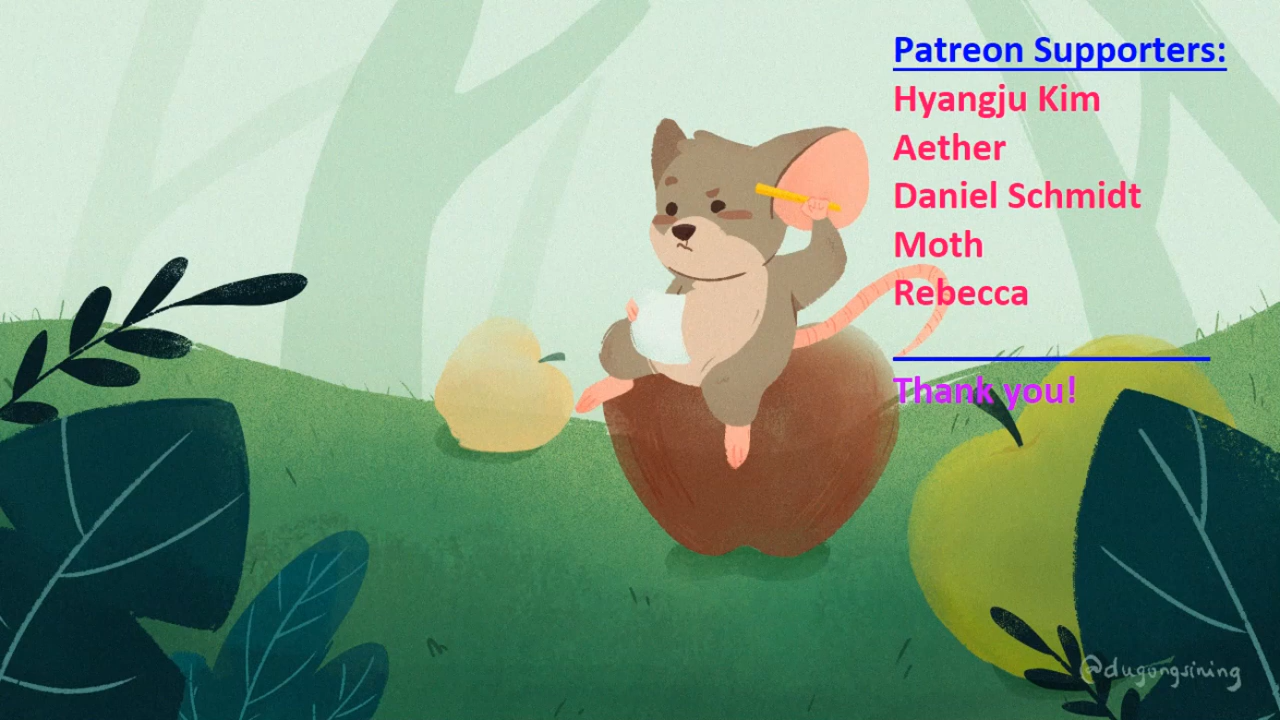 Patreon Supporters:
Hyangju Kim
Aether
Daniel Schmidt
Moth
Rebecca
Thank you!
@dugongsining